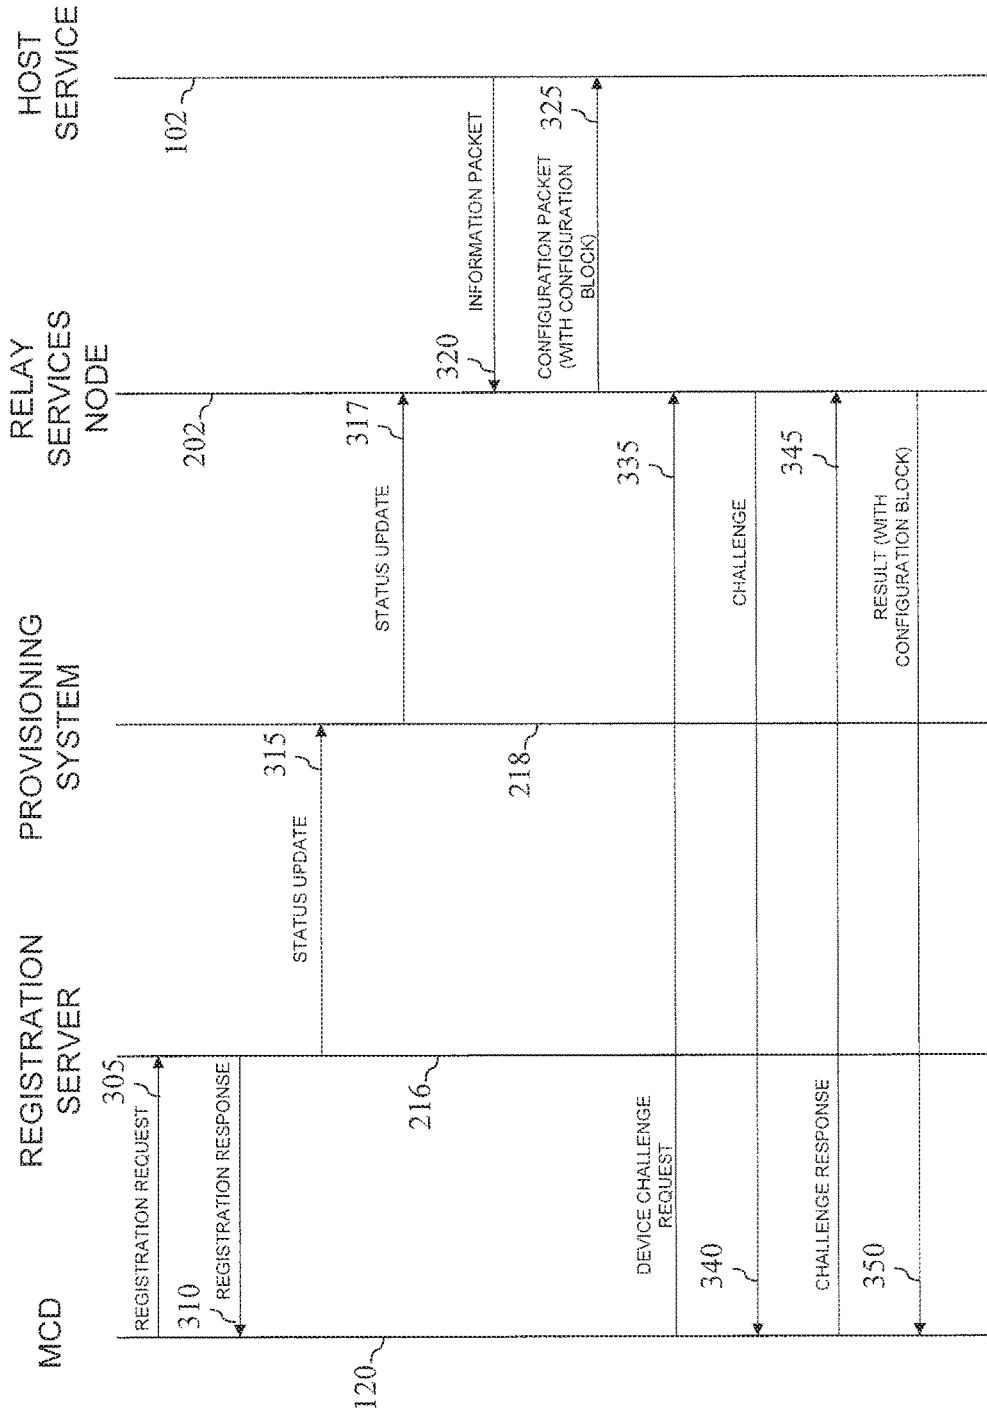 MCD
REGISTRATION
SERVER
PROVISIONING
SYSTEM
RELAY
SERVICES
NODE
HOST
SERVICE
REGISTRATION REQUEST
305
102
310
REGISTRATION RESPONSE
202
STATUS UPDATE
315
STATUS UPDATE
317
120
216
320
INFORMATION PACKET
218
CONFIGURATION PACKET
(WITH CONFIGURATION
BLOCK)
325
DEVICE CHALLENGE
REQUEST
335
340
CHALLENGE
CHALLENGE RESPONSE
345
350
RESULT (WITH
CONFIGURATION BLOCK)